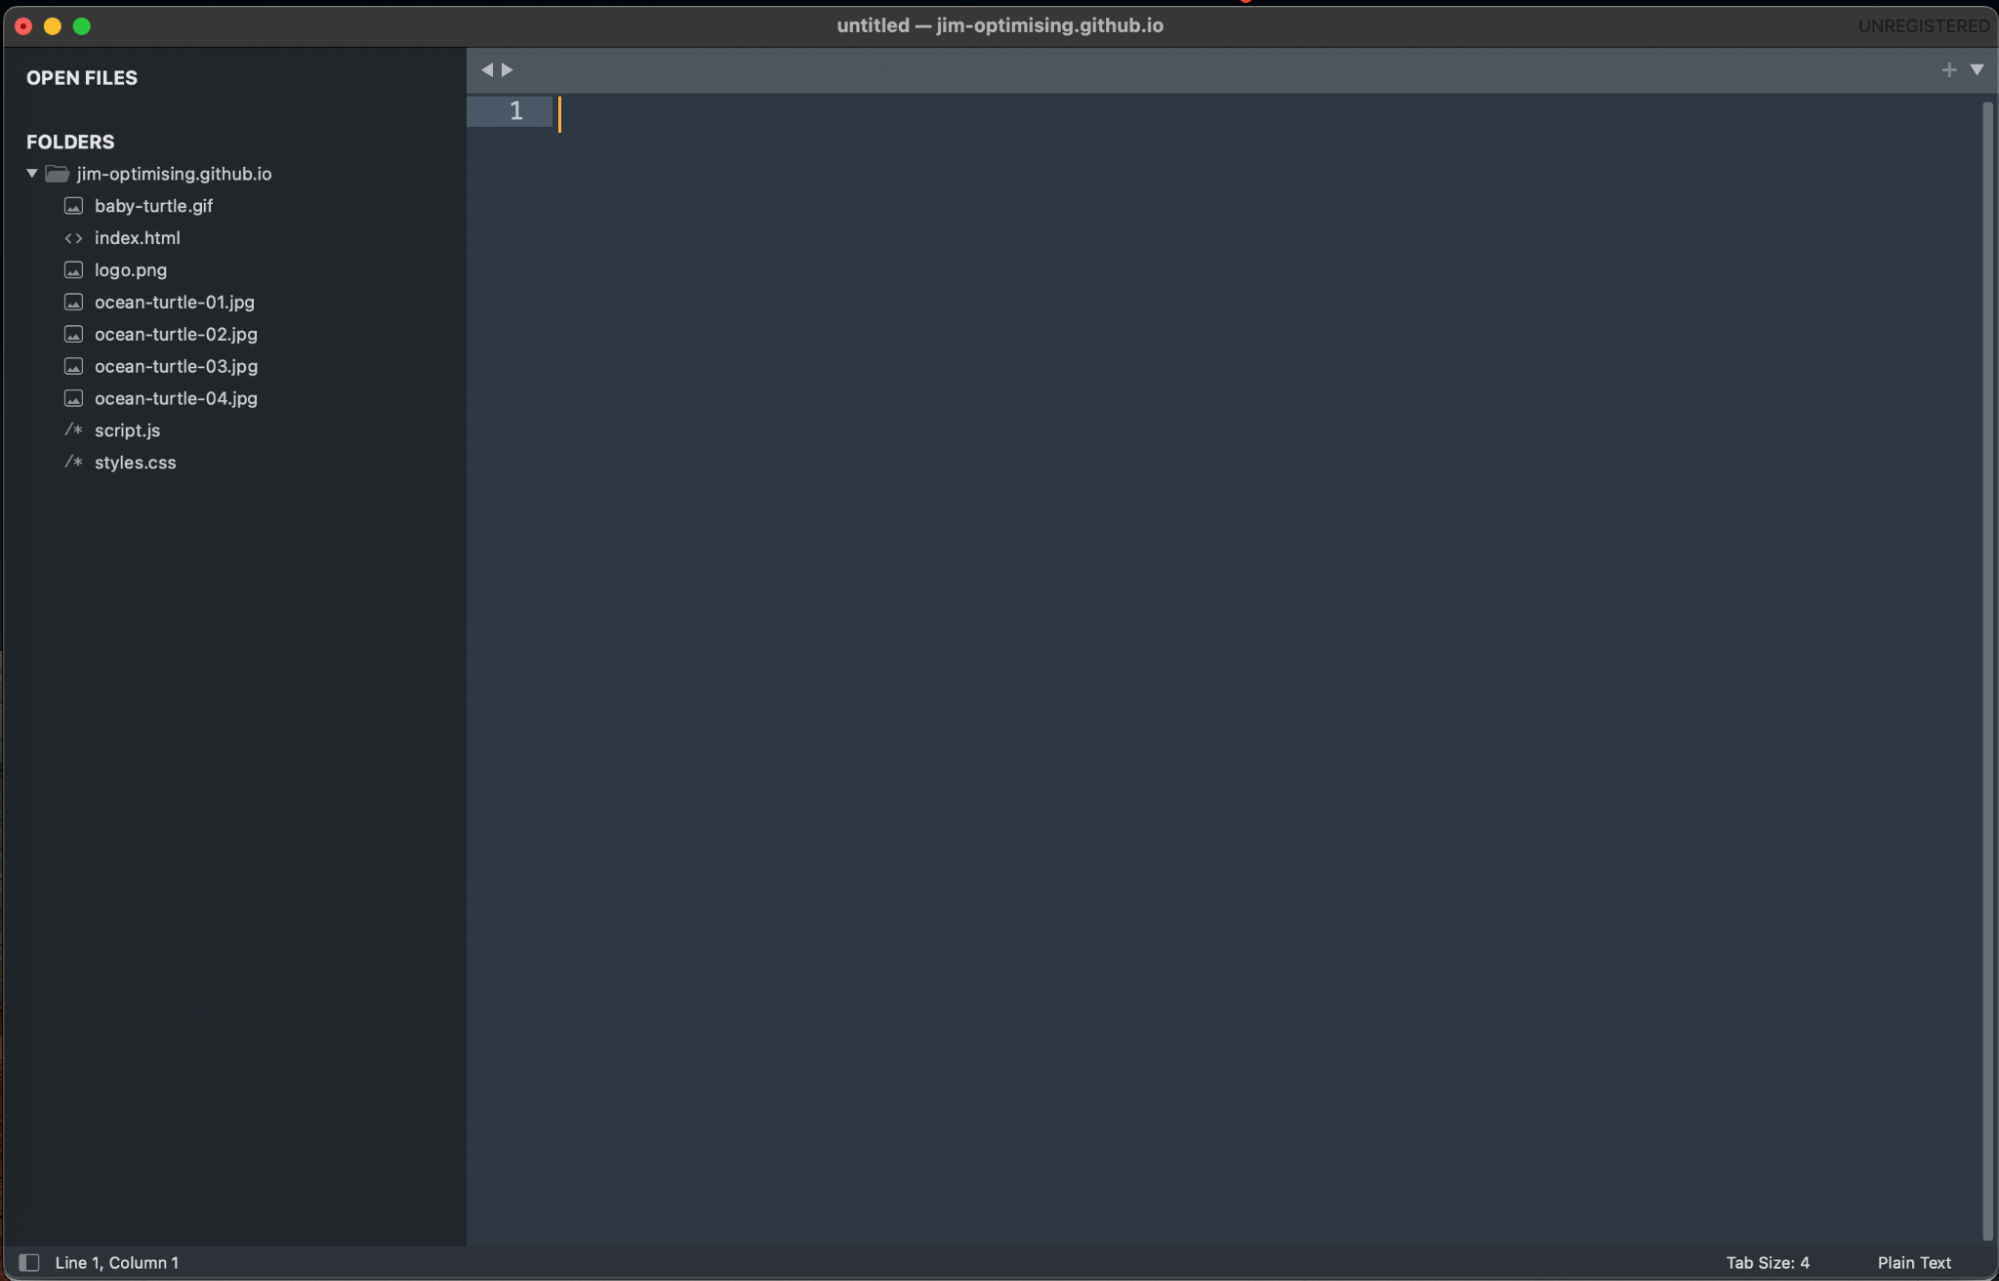 untitled — jim-optimising.github.io
UNREGISTERED
OPEN FILES
FOLDERS
jim-optimising.github.io
baby-turtle.gif
index.html
logo.png
ocean-turtle-01.jpg
ocean-turtle-02.jpg
ocean-turtle-03.jpg
ocean-turtle-04.jpg
/* script.js
/* styles.css
1
Line 1, Column 1
Tab Size: 4
Plain Text